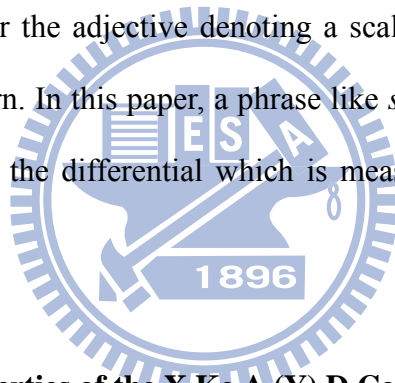 r the adjective denoting a scal
rn. In this paper, a phrase like s
the differential which is meas
E S A
1896
erties of the X Ko A (Y) D Co